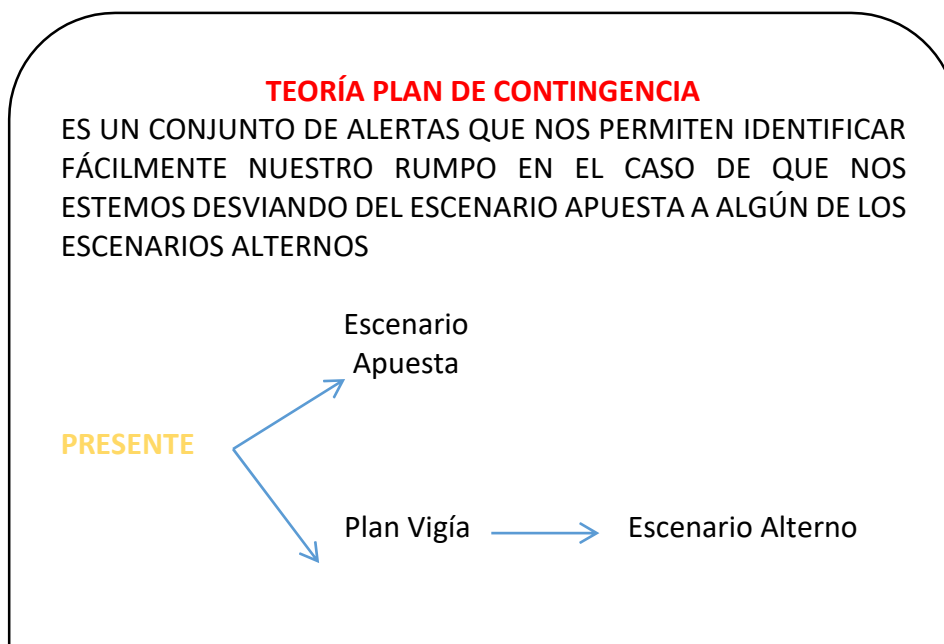 TEORÍA PLAN DE CONTINGENCIA
ES UN CONJUNTO DE ALERTAS QUE NOS PERMITEN IDENTIFICAR
FÁCILMENTE NUESTRO RUMPO EN EL CASO DE QUE NOS
ESTEMOS DESVIANDO DEL ESCENARIO APUESTA A ALGÚN DE LOS
ESCENARIOS ALTERNOS
Escenario
Apuesta
PRESENTE
Plan Vigía Escenario Alterno